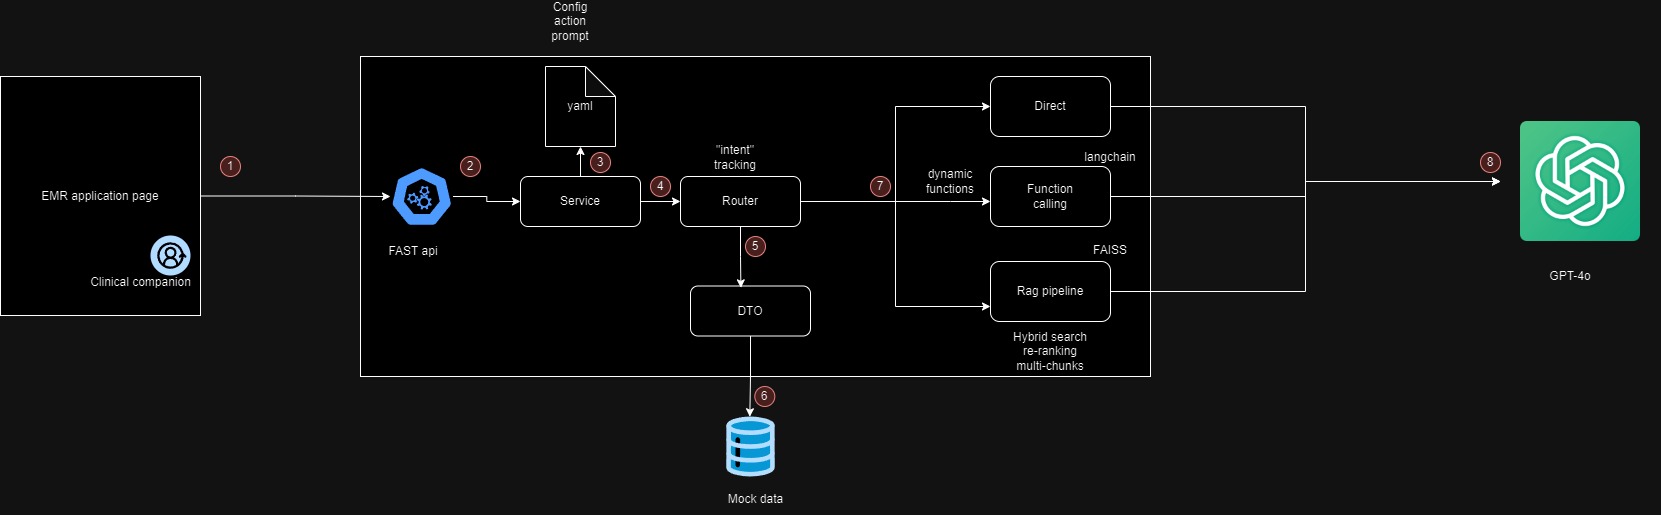 Config
action
prompt
yaml
EMR application page
Clinical companion
1
FAST api
2
3
Service
4
"intent"
tracking
Router
5
DTO
6
Mock data
7
dynamic
functions
Direct
langchain
Function
calling
FAISS
Rag pipeline
Hybrid search
re-ranking
multi-chunks
8
GPT-4o